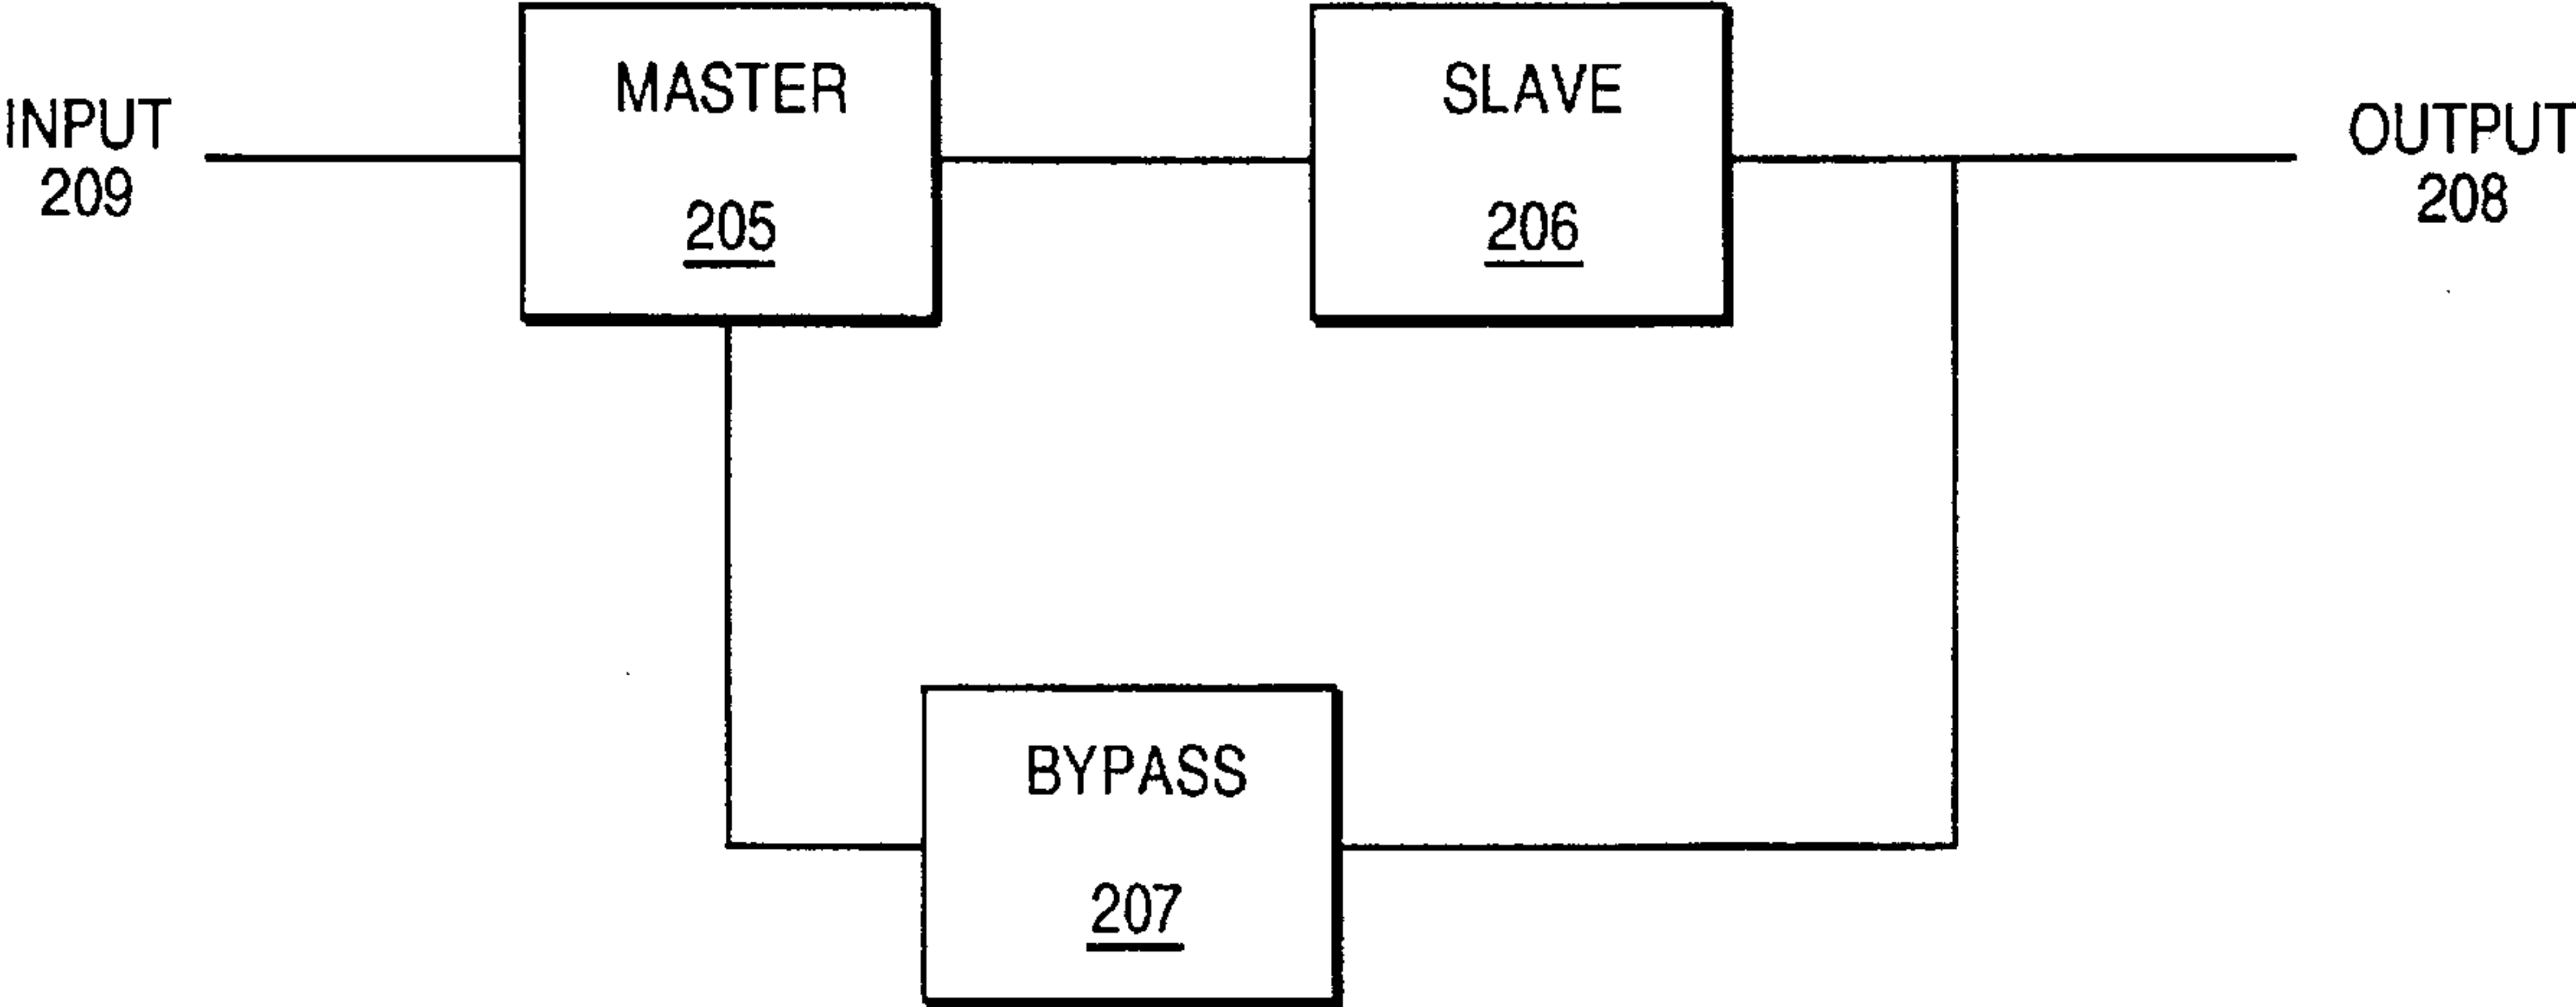 INPUT
209
MASTER
205
SLAVE
206
OUTPUT
208
BYPASS
207